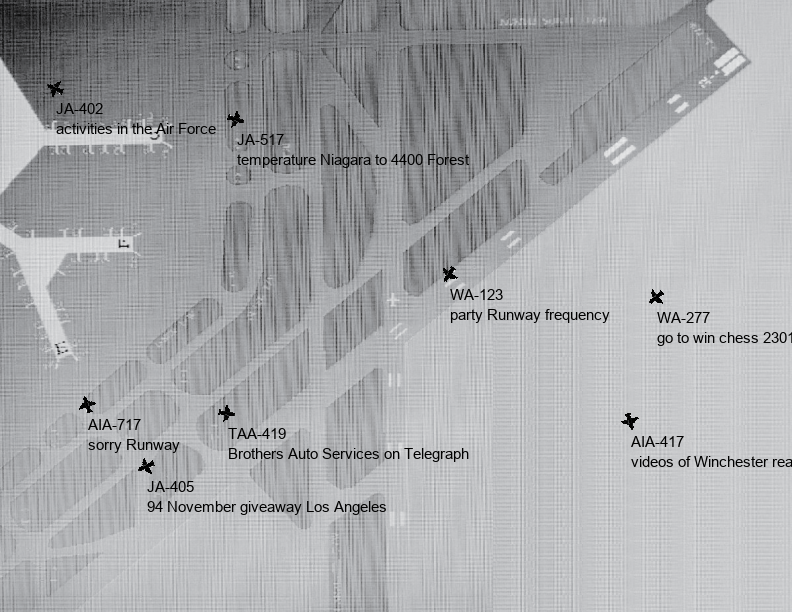 JA-402
activities in the Air Force
JA-517
temperature Niagara to 4400 Forest
WA-123
party Runway frequency
WA-277
go to win chess 2301
AIA-717
sorry Runway
TAA-419
Brothers Auto Services on Telegraph
AIA-417
videos of Winchester rea
JA-405
94 November giveaway Los Angeles